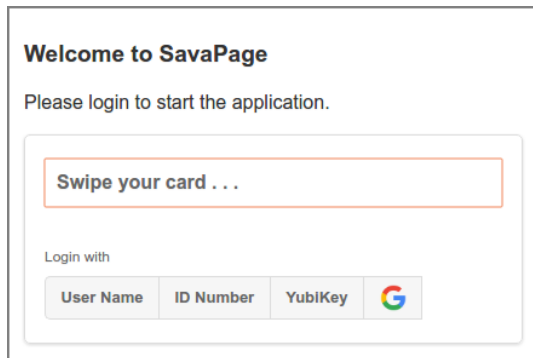 Welcome to SavaPage
Please login to start the application.
Swipe your card . . .
Login with
User Name ID Number YubiKey G